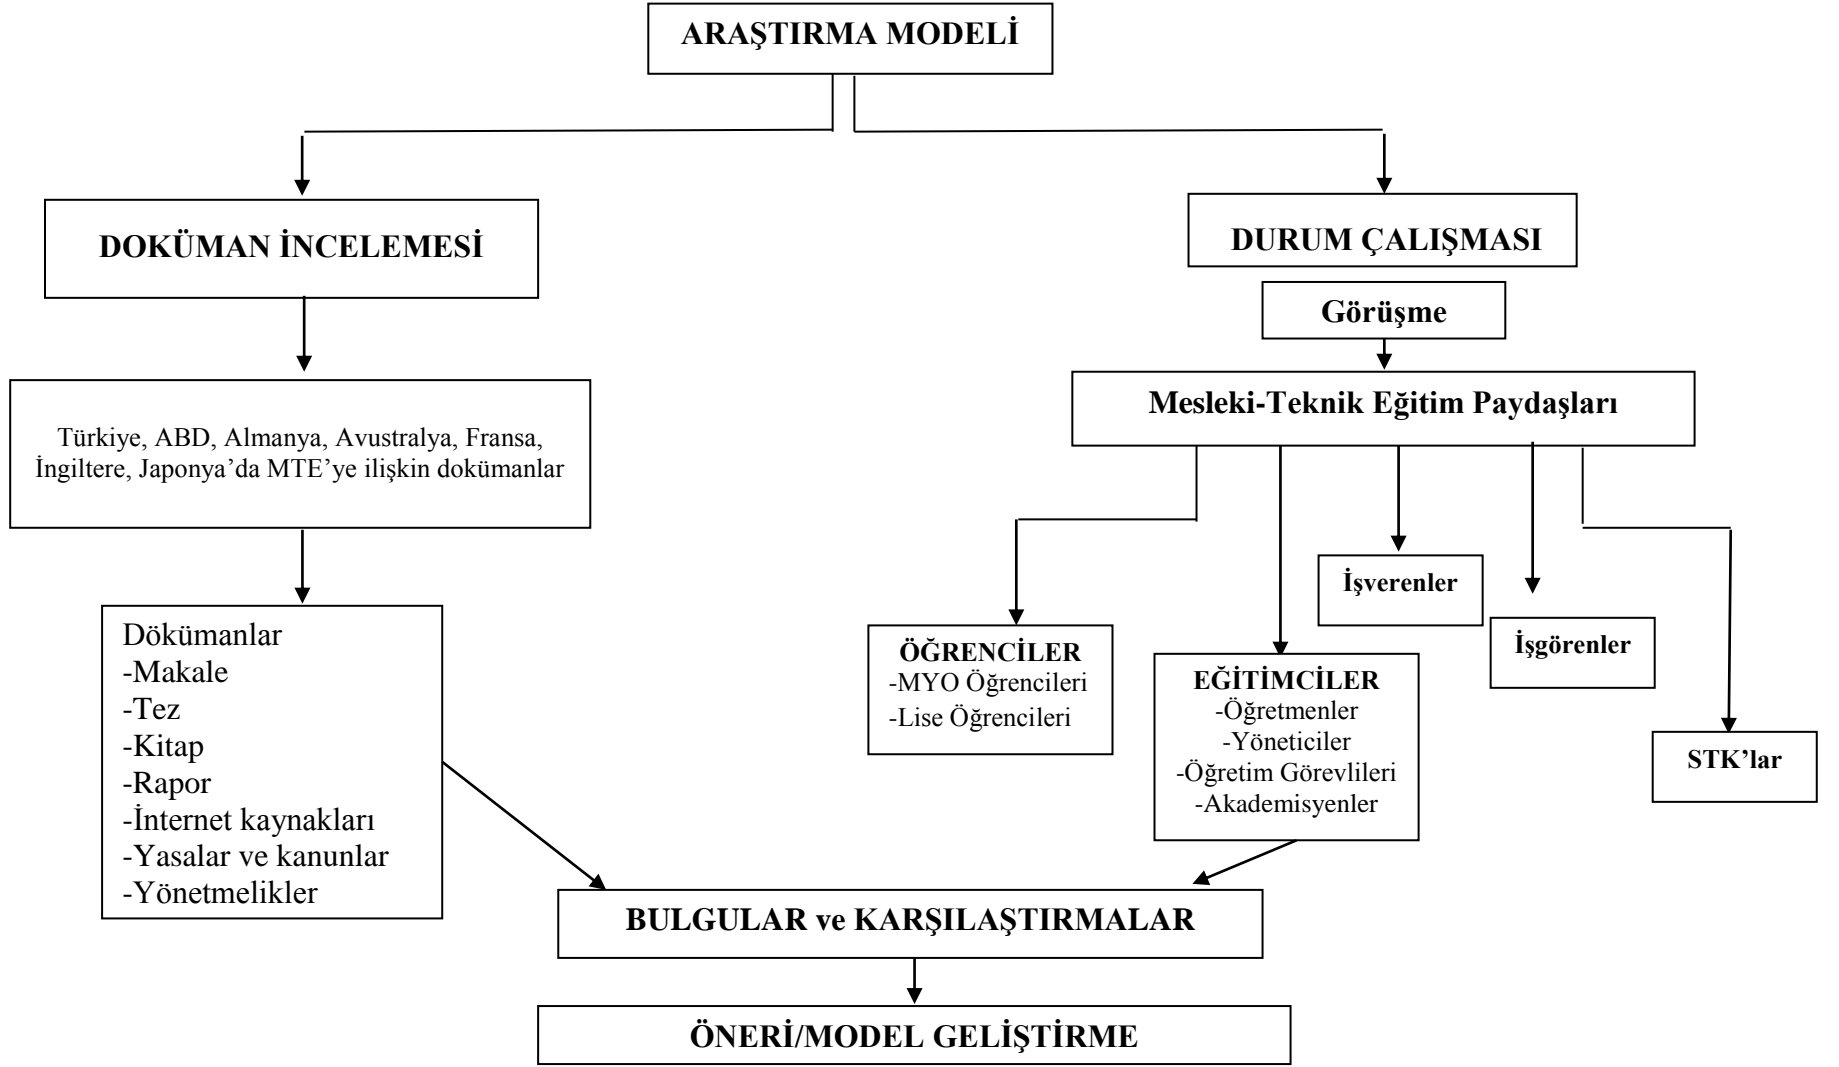 ARAŞTIRMA MODELİ
DOKÜMAN İNCELEMESİ
Türkiye, ABD, Almanya, Avustralya, Fransa,
İngiltere, Japonya’da MTE’ye ilişkin dokümanlar
Dökümanlar
-Makale
-Tez
-Kitap
-Rapor
-İnternet kaynakları
-Yasalar ve kanunlar
-Yönetmelikler
DURUM ÇALIŞMASI
Görüşme
Mesleki-Teknik Eğitim Paydaşları
ÖĞRENCİLER
-MYO Öğrencileri
-Lise Öğrencileri
EĞİTİMCİLER
-Öğretmenler
-Yöneticiler
-Öğretim Görevlileri
-Akademisyenler
İşverenler
İşgörenler
STK’lar
BULGULAR ve KARŞILAŞTIRMALAR
ÖNERİ/MODEL GELİŞTİRME